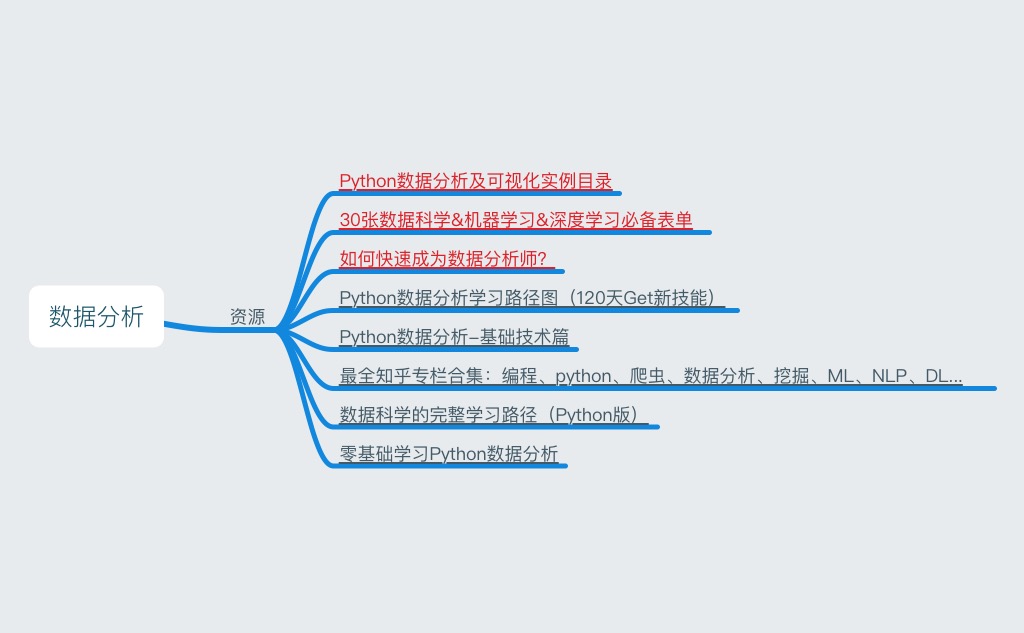 数据分析
资源
Python数据分析及可视化实例目录
30张数据科学&机器学习&深度学习必备表单
如何快速成为数据分析师？
Python数据分析学习路径图（120天Get新技能）
Python数据分析–基础技术篇
最全知乎专栏合集：编程、python、爬虫、数据分析、挖掘、ML、NLP、DL...
数据科学的完整学习路径（Python版）
零基础学习Python数据分析